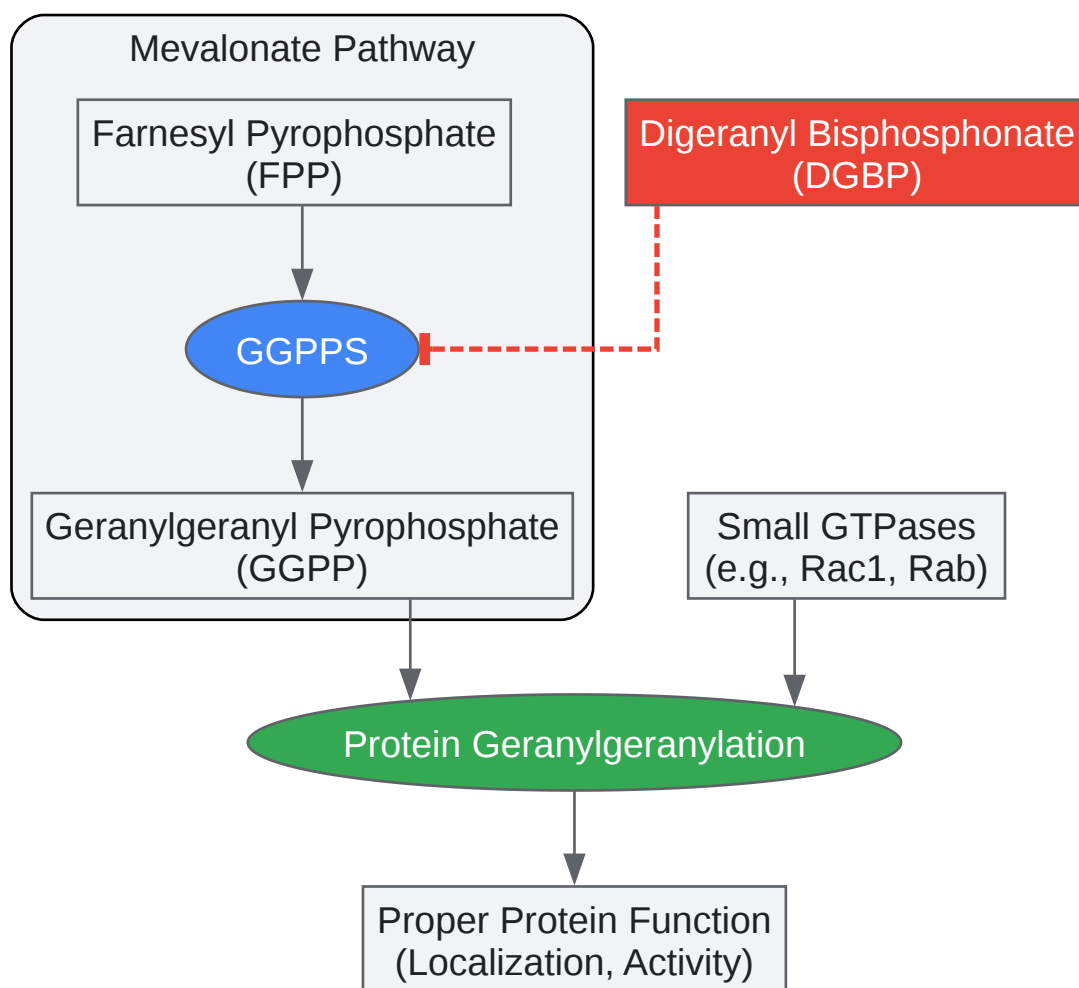 Mevalonate Pathway
Farnesyl Pyrophosphate
(FPP)
Digeranyl Bisphosphonate
(DGBP)
GGPPS
Geranylgeranyl Pyrophosphate
(GGPP)
Small GTPases
(e.g., Rac1, Rab)
Protein Geranylgeranylation
Proper Protein Function
(Localization, Activity)